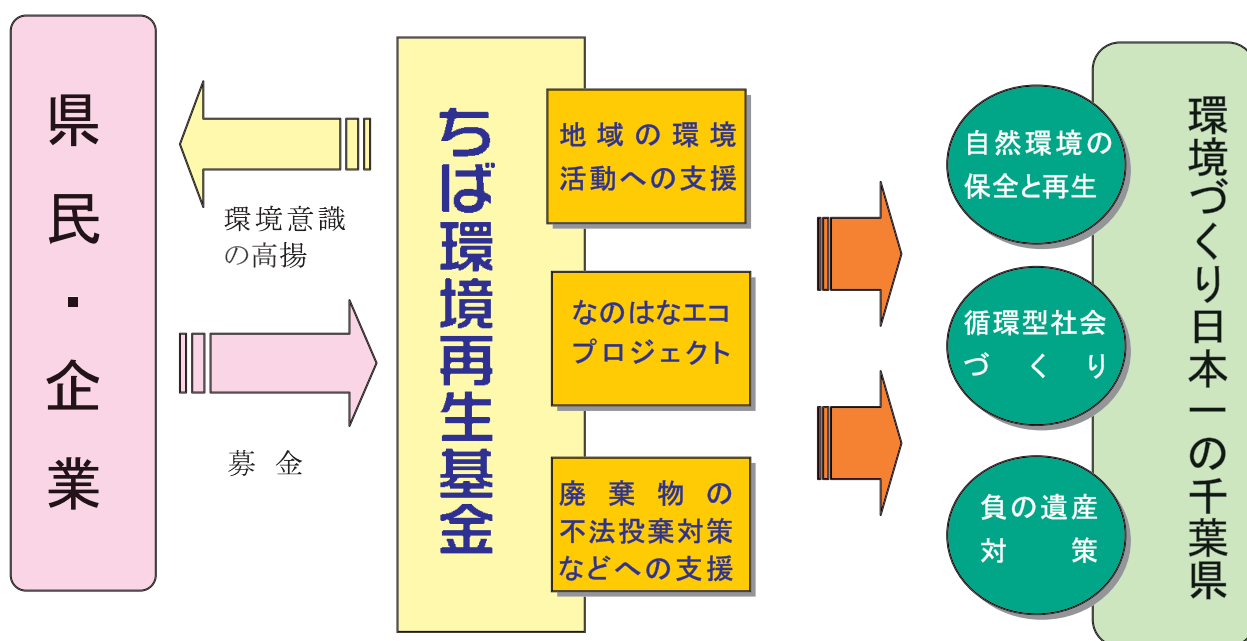 県民・企業
環境意識
の高揚
募金
ちば環境再生基金
地域の環境
活動への支援
なのはなエコ
プロジェクト
廃棄物の
不法投棄対策
などへの支援
自然環境の
保全と再生
循環型社会
づくり
負の遺産
対策
環境づくり日本一の千葉県